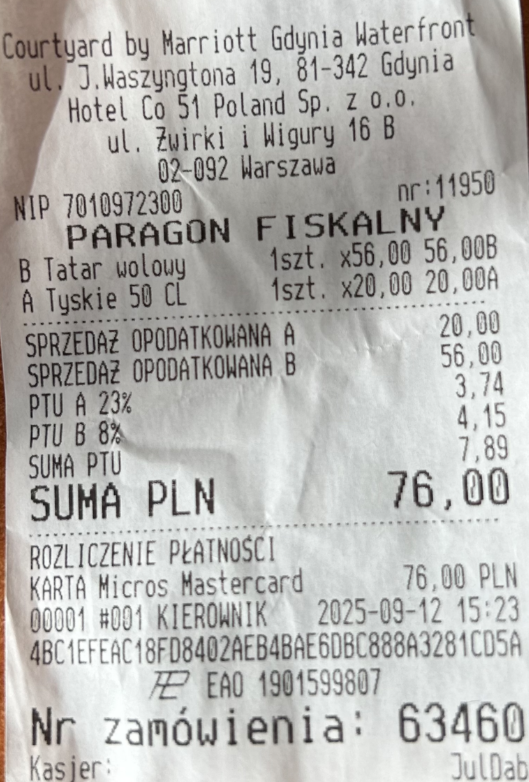 Courtyard by Marriott Gdynia Waterfront
ul. J.Waszyngtona 19, 81-342 Gdynia
Hotel Co 51 Poland Sp. z o.o.
ul. Żwirki i Wigury 16 B
02-092 Warszawa
NIP 7010972300 nr:11950
PARAGON FISKALNY
B Tatar wolowy 1szt. x56,00 56,00B
A Tyskie 50 CL 1szt. x20,00 20,00A
SPRZEDAŻ OPODATKOWANA A 20,00
SPRZEDAŻ OPODATKOWANA B 56,00
PTU A 23% 3,74
PTU B 8% 4,15
SUMA PTU 7,89
SUMA PLN 76,00
ROZLICZENIE PŁATNOŚCI
KARTA Micros Mastercard 76,00 PLN
00001 #001 KIEROWNIK 2025-09-12 15:23
4BC1EFEAC18FD8402AEB4BAE6DBC888A3281CD5A
EAO 1901599807
Nr zamówienia: 63460
Kasjer: JulDab